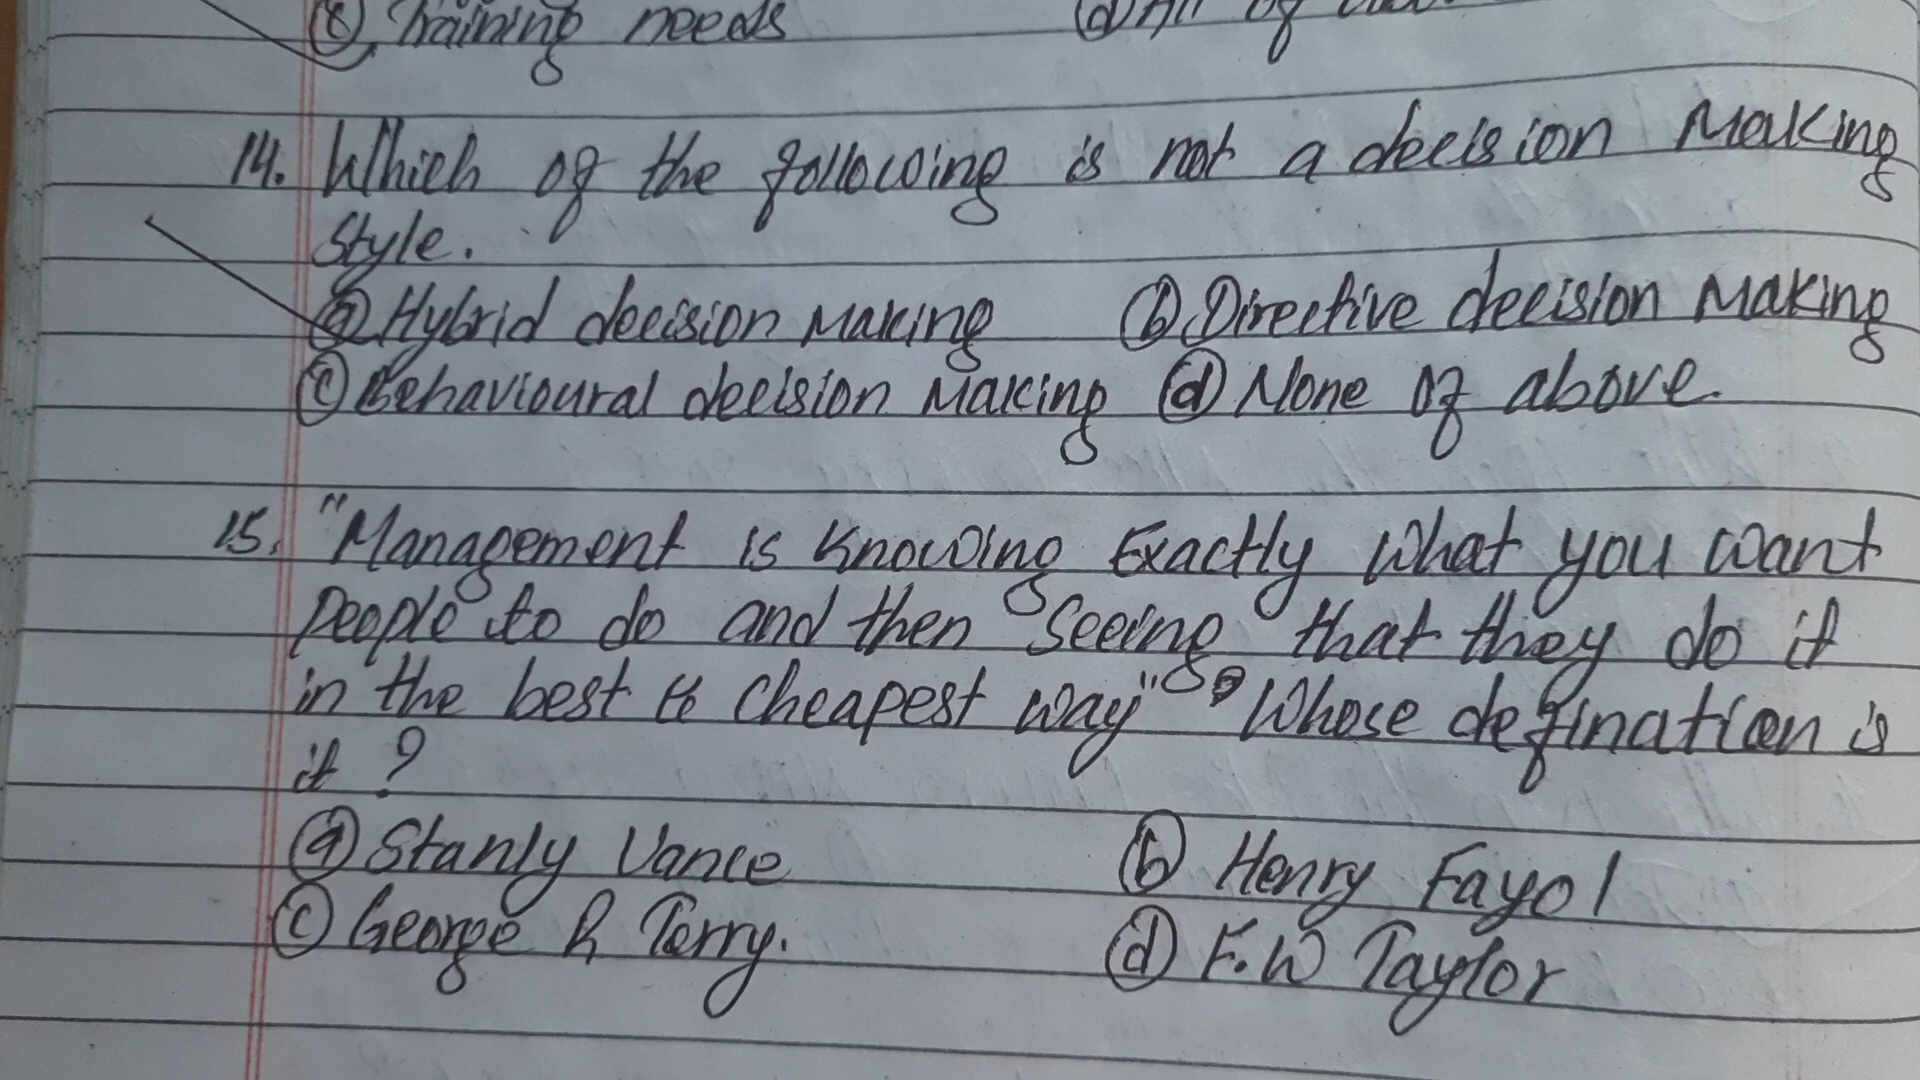 (c) Training needs (d) All of
14. Which of the following is not a decision Making
Style.
(a) Hybrid decision Making (b) Directive decision Making
(c) Behavioural decision Making (d) None of above.
15. "Management is Knowing Exactly What you want
People to do and then Seeing that they do it
in the best & Cheapest way", Whose defination is
it ?
(a) Stanly Vance (b) Henry Fayol
(c) George R Terry. (d) F.W Taylor